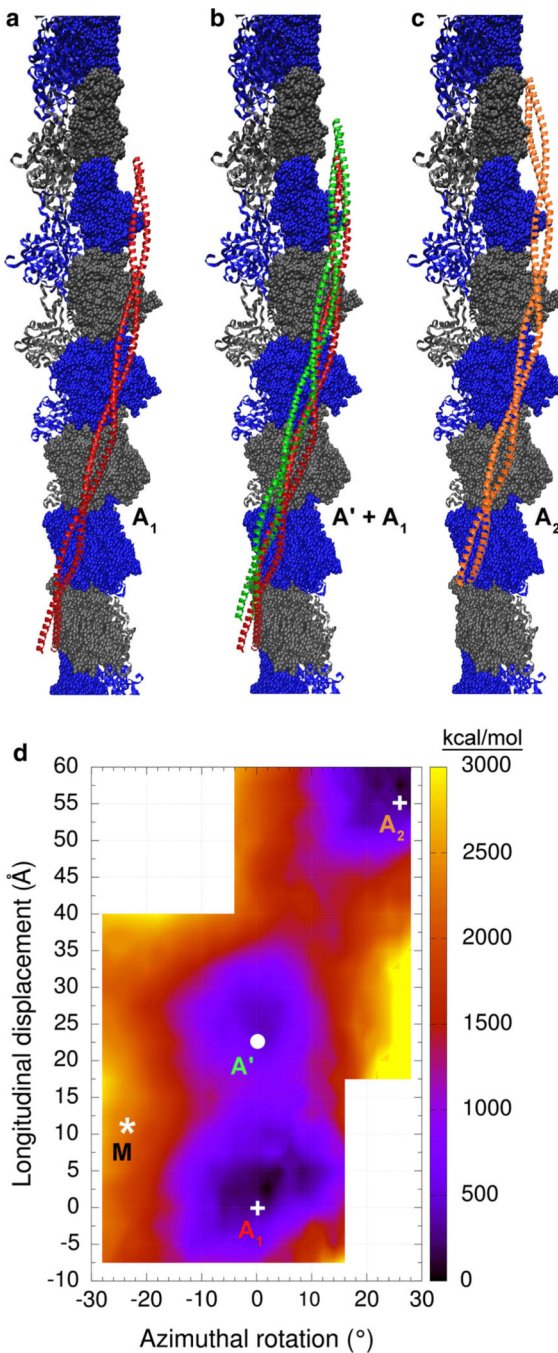 a b c
A1 A' + A1 A2
d kcal/mol
60 3000
55
A2
50 2500
45
40
35 2000
30
25 1500
20
A'
15 1000
10
M
5 500
0
A1
-5
-10 0
-30 -20 -10 0 10 20 30
Longitudinal displacement (Å)
Azimuthal rotation (°)